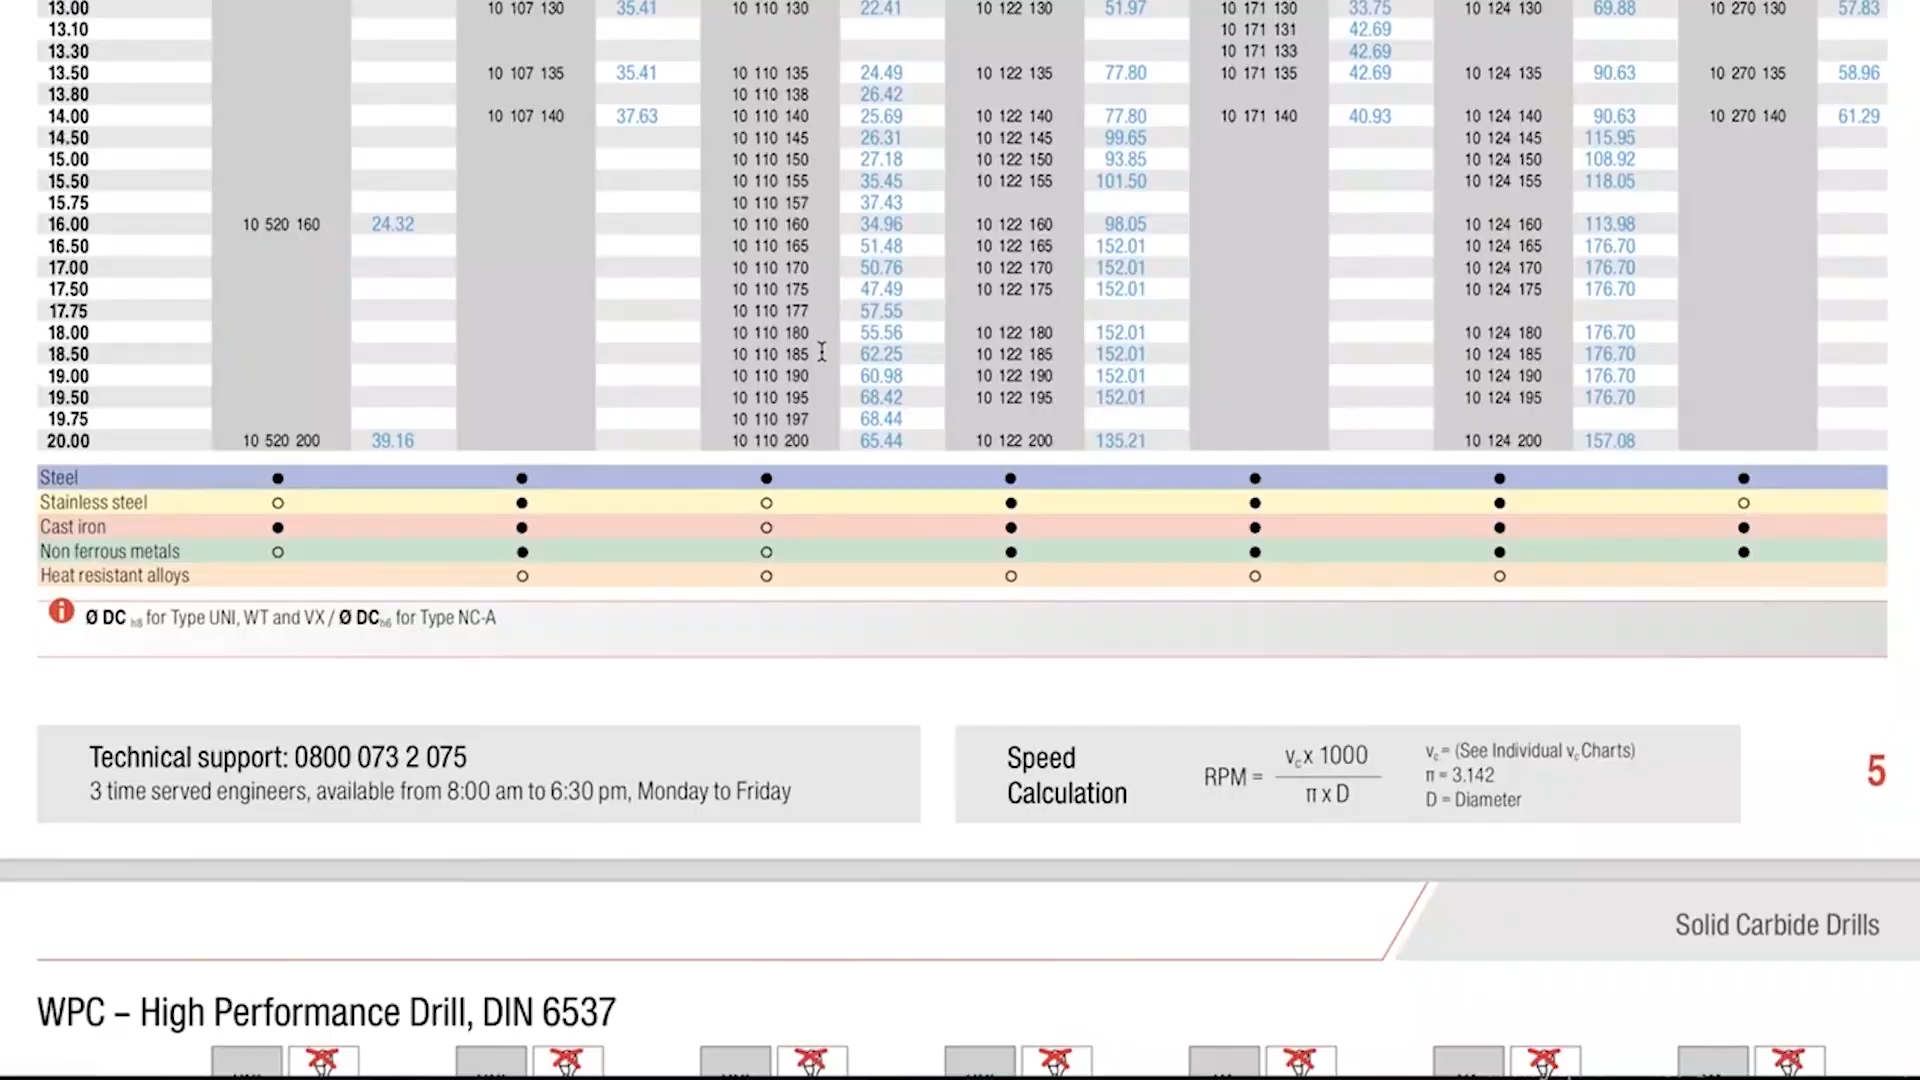 13.00 10 107 130 35.41 10 110 130 22.41 10 122 130 51.97 10 171 130 33.75 10 124 130 69.88 10 270 130 57.83
13.10 10 171 131 42.69
13.30 10 171 133 42.69
13.50 10 107 135 35.41 10 110 135 24.49 10 122 135 77.80 10 171 135 42.69 10 124 135 90.63 10 270 135 58.96
13.80 10 110 138 26.42
14.00 10 107 140 37.63 10 110 140 25.69 10 122 140 77.80 10 171 140 40.93 10 124 140 90.63 10 270 140 61.29
14.50 10 110 145 26.31 10 122 145 99.65 10 124 145 115.95
15.00 10 110 150 27.18 10 122 150 93.85 10 124 150 108.92
15.50 10 110 155 35.45 10 122 155 101.50 10 124 155 118.05
15.75 10 110 157 37.43
16.00 10 520 160 24.32 10 110 160 34.96 10 122 160 98.05 10 124 160 113.98
16.50 10 110 165 51.48 10 122 165 152.01 10 124 165 176.70
17.00 10 110 170 50.76 10 122 170 152.01 10 124 170 176.70
17.50 10 110 175 47.49 10 122 175 152.01 10 124 175 176.70
17.75 10 110 177 57.55
18.00 10 110 180 55.56 10 122 180 152.01 10 124 180 176.70
18.50 10 110 185 62.25 10 122 185 152.01 10 124 185 176.70
19.00 10 110 190 60.98 10 122 190 152.01 10 124 190 176.70
19.50 10 110 195 68.42 10 122 195 152.01 10 124 195 176.70
19.75 10 110 197 68.44
20.00 10 520 200 39.16 10 110 200 65.44 10 122 200 135.21 10 124 200 157.08
Steel ● ● ● ● ● ● ●
Stainless steel ○ ● ○ ● ● ● ○
Cast iron ● ● ○ ● ● ● ●
Non ferrous metals ○ ● ○ ● ● ● ●
Heat resistant alloys ○ ○ ○ ○ ○
i Ø DC h8 for Type UNI, WT and VX / Ø DC h6 for Type NC-A
Technical support: 0800 073 2 075
3 time served engineers, available from 8:00 am to 6:30 pm, Monday to Friday
Speed
Calculation
RPM = vc x 1000
π x D
vc = (See Individual vc Charts)
π = 3.142
D = Diameter
5
Solid Carbide Drills
WPC – High Performance Drill, DIN 6537